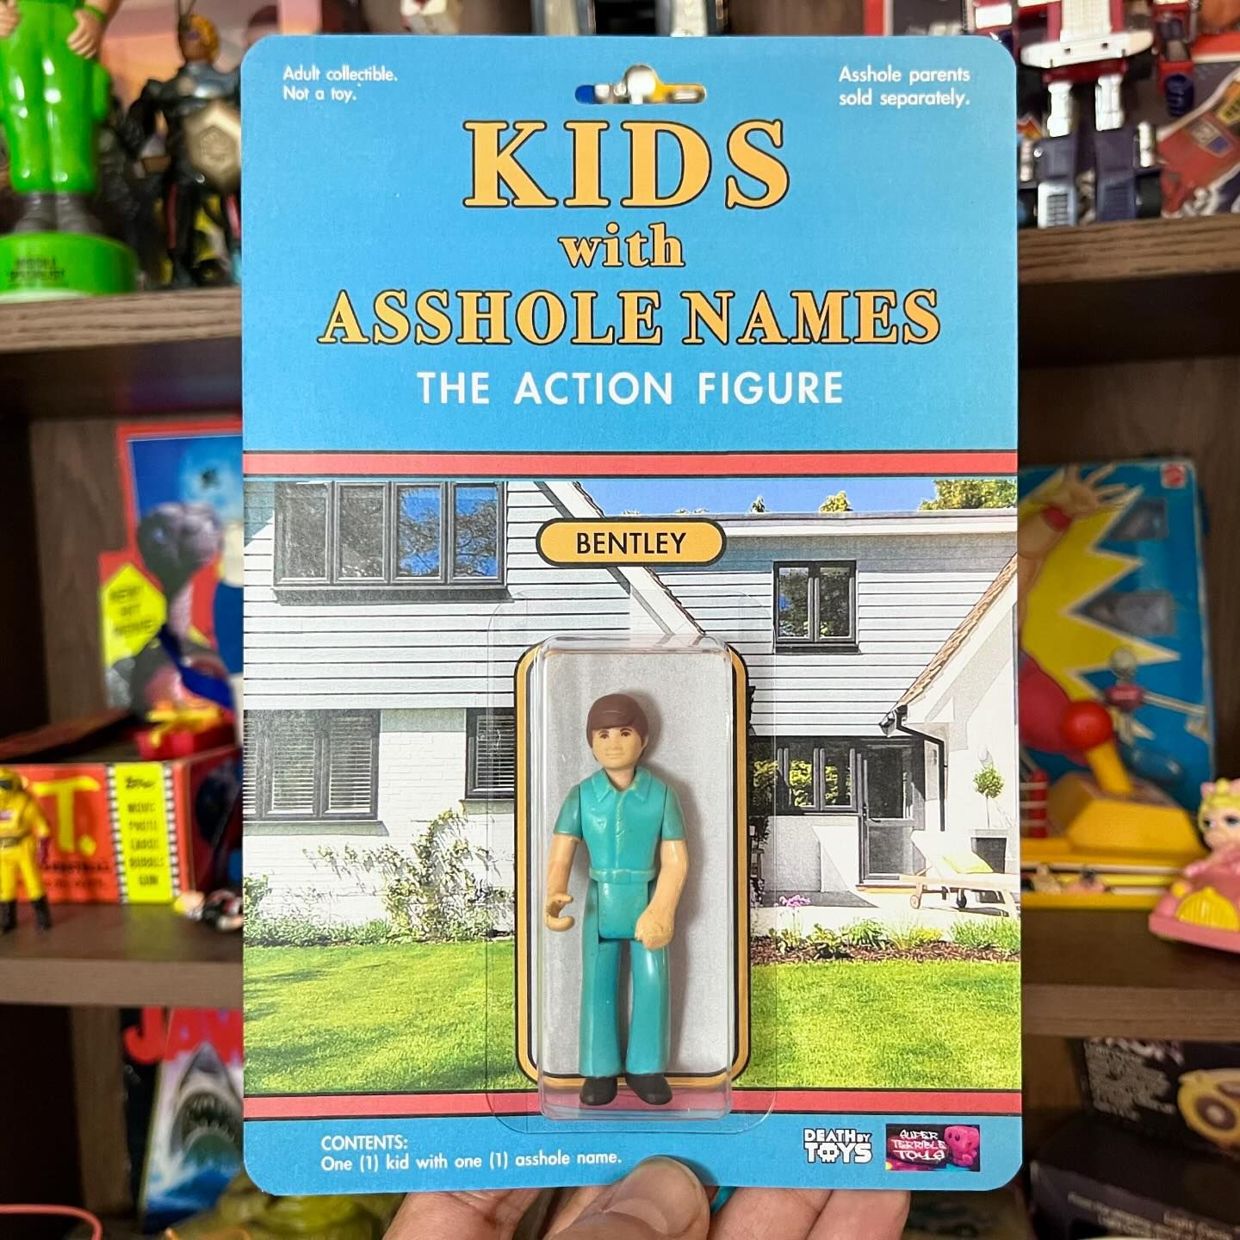 Adult collectible.
Not a toy.
Asshole parents
sold separately.
KIDS
with
ASSHOLE NAMES
THE ACTION FIGURE
BENTLEY
CONTENTS:
One (1) kid with one (1) asshole name.
DEATH BY
TOYS
SUPER
TERRIBLE
TOYS
T.